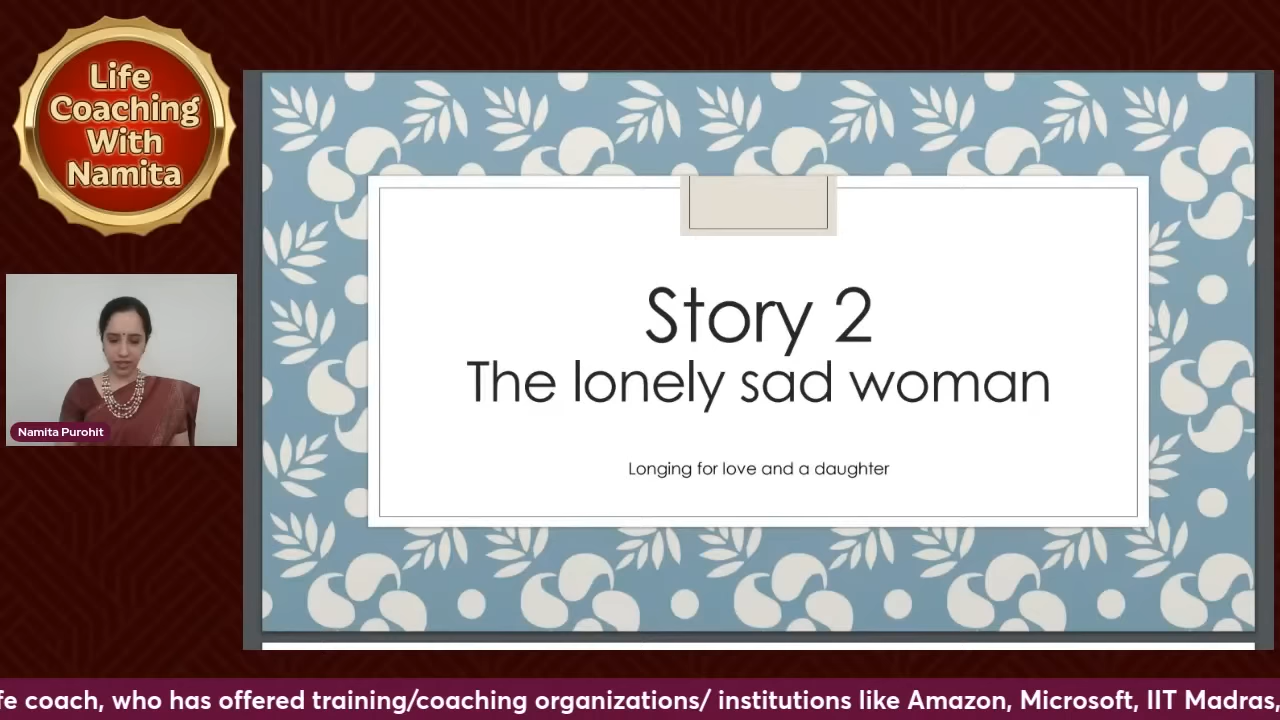 Life
Coaching
With
Namita
Namita Purohit
Story 2
The lonely sad woman
Longing for love and a daughter
fe coach, who has offered training/coaching organizations/ institutions like Amazon, Microsoft, IIT Madras,